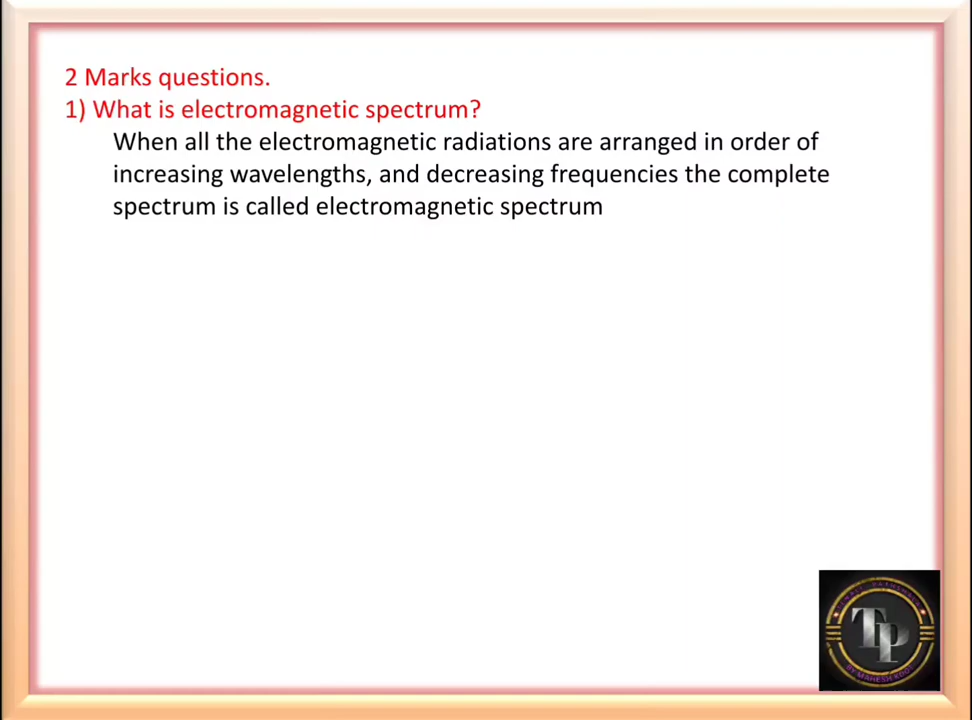 2 Marks questions.
1) What is electromagnetic spectrum?
When all the electromagnetic radiations are arranged in order of
increasing wavelengths, and decreasing frequencies the complete
spectrum is called electromagnetic spectrum
TP